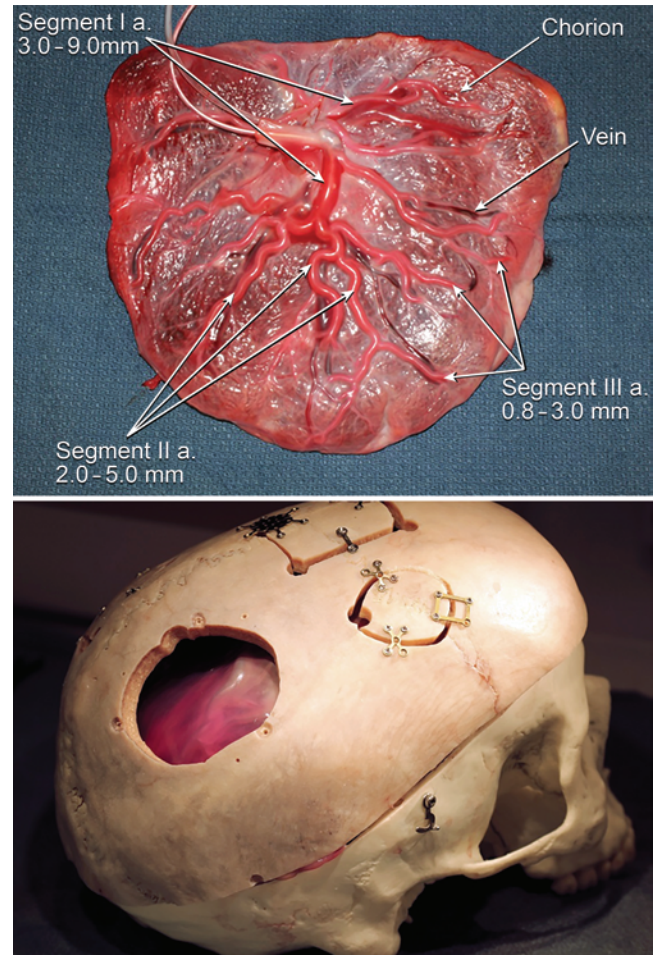 Segment I a.
3.0-9.0mm
Chorion
Vein
Segment III a.
0.8-3.0 mm
Segment II a.
2.0-5.0 mm